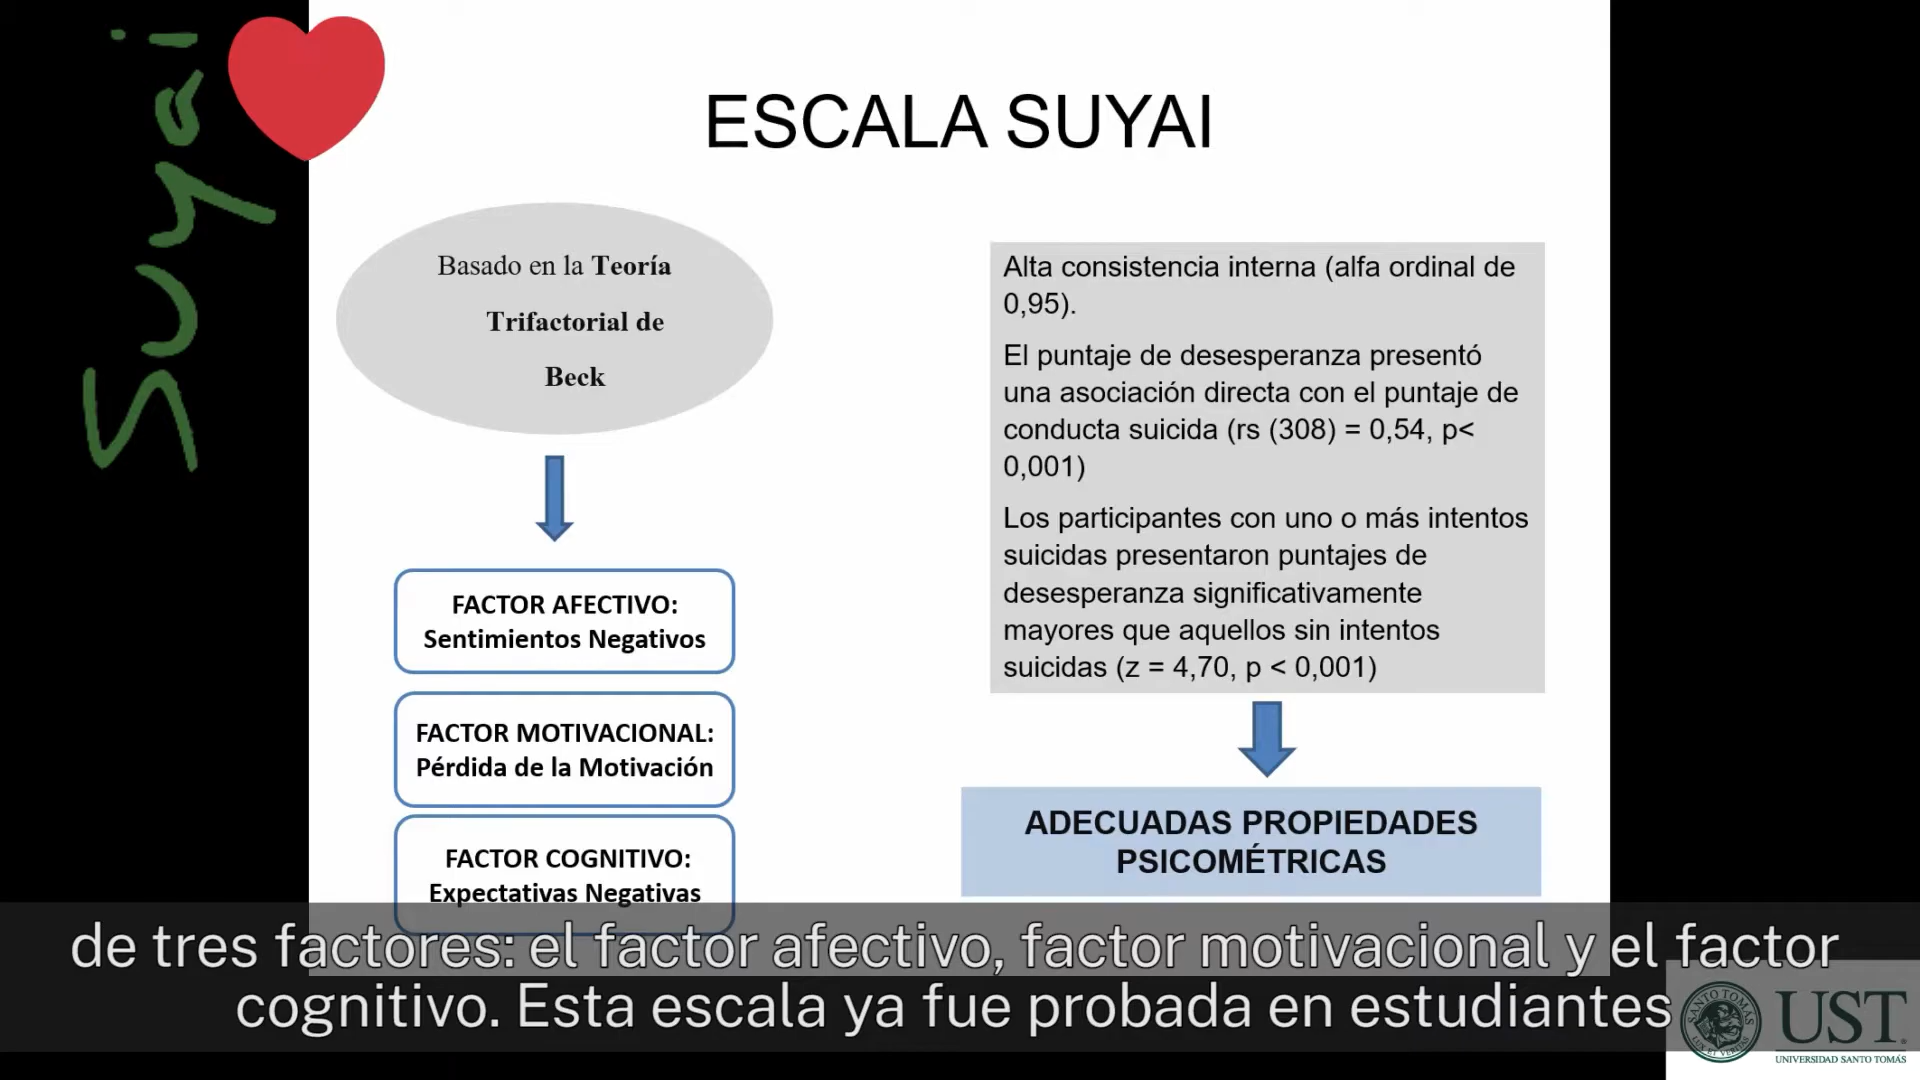 Suyai
ESCALA SUYAI
Basado en la Teoría
Trifactorial de
Beck
FACTOR AFECTIVO:
Sentimientos Negativos
FACTOR MOTIVACIONAL:
Pérdida de la Motivación
FACTOR COGNITIVO:
Expectativas Negativas
Alta consistencia interna (alfa ordinal de
0,95).
El puntaje de desesperanza presentó
una asociación directa con el puntaje de
conducta suicida (rs (308) = 0,54, p<
0,001)
Los participantes con uno o más intentos
suicidas presentaron puntajes de
desesperanza significativamente
mayores que aquellos sin intentos
suicidas (z = 4,70, p < 0,001)
ADECUADAS PROPIEDADES
PSICOMÉTRICAS
de tres factores: el factor afectivo, factor motivacional y el factor
cognitivo. Esta escala ya fue probada en estudiantes
SANTO TOMAS
UST
UNIVERSIDAD SANTO TOMÁS